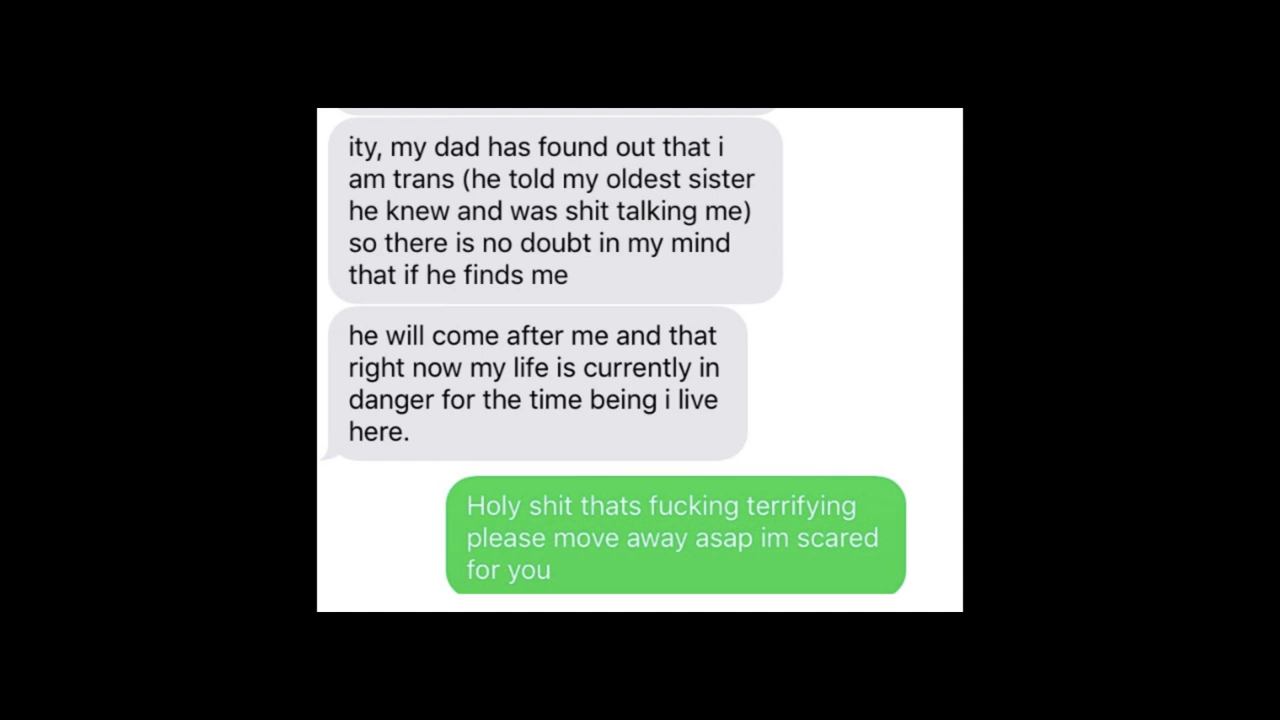 ity, my dad has found out that i
am trans (he told my oldest sister
he knew and was shit talking me)
so there is no doubt in my mind
that if he finds me
he will come after me and that
right now my life is currently in
danger for the time being i live
here.
Holy shit thats fucking terrifying
please move away asap im scared
for you